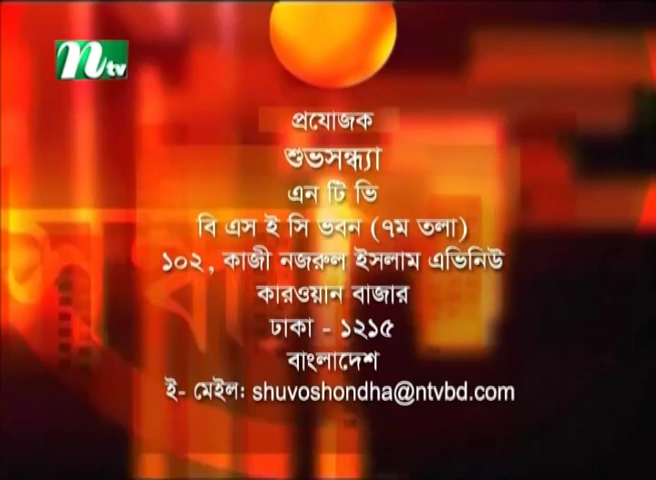 ntv
প্রযোজক
শুভসন্ধ্যা
এন টি ভি
বি এস ই সি ভবন (৭ম তলা)
১০২, কাজী নজরুল ইসলাম এভিনিউ
কারওয়ান বাজার
ঢাকা - ১২১৫
বাংলাদেশ
ই- মেইলঃ shuvoshondha@ntvbd.com